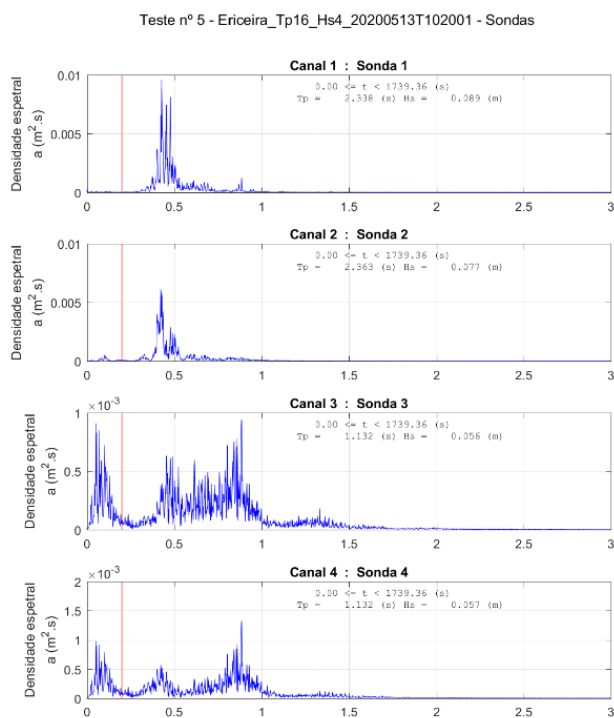 Teste nº 5 - Ericeira_Tp16_Hs4_20200513T102001 - Sondas
Canal 1 : Sonda 1
0.00 <= t < 1739.36 (s)
Tp = 2.338 (s) Hs = 0.089 (m)
Densidade espetral
a (m².s)
0.01
0.005
0
0 0.5 1 1.5 2 2.5 3
Canal 2 : Sonda 2
0.00 <= t < 1739.36 (s)
Tp = 2.363 (s) Hs = 0.077 (m)
Densidade espetral
a (m².s)
0.01
0.005
0
0 0.5 1 1.5 2 2.5 3
Canal 3 : Sonda 3
×10⁻³
0.00 <= t < 1739.36 (s)
Tp = 1.132 (s) Hs = 0.056 (m)
Densidade espetral
a (m².s)
1
0.5
0
0 0.5 1 1.5 2 2.5 3
Canal 4 : Sonda 4
×10⁻³
0.00 <= t < 1739.36 (s)
Tp = 1.132 (s) Hs = 0.057 (m)
Densidade espetral
a (m².s)
2
1.5
1
0.5
0
0 0.5 1 1.5 2 2.5 3